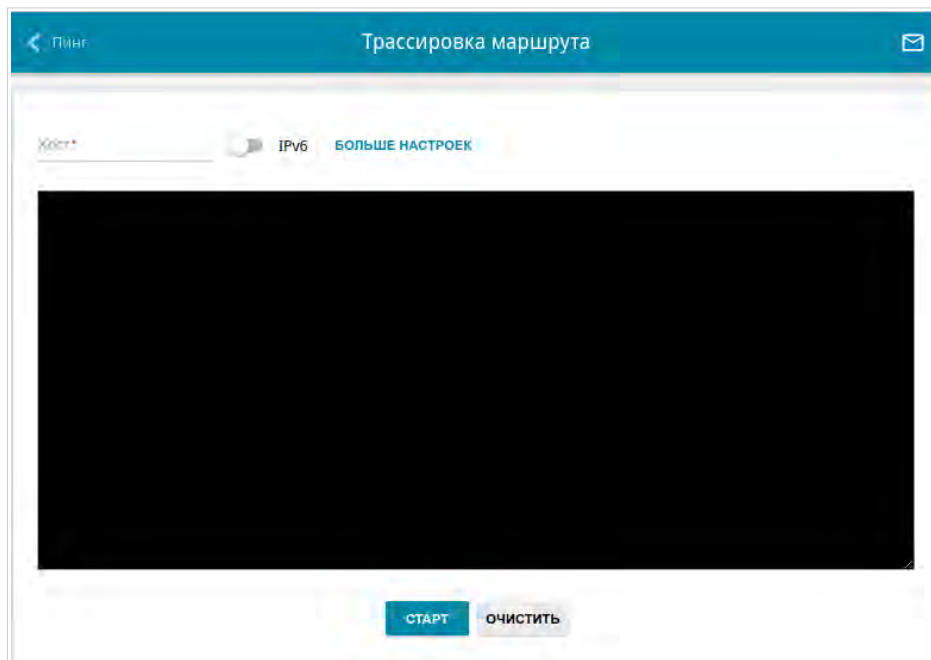 Пинг
Трассировка маршрута
Хост*
IPv6
БОЛЬШЕ НАСТРОЕК
СТАРТ
ОЧИСТИТЬ